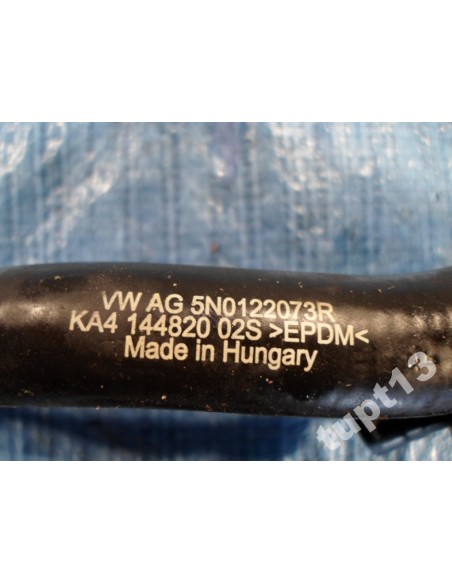 VW AG 5N0122073R
KA4 144820 02S >EPDM<
Made in Hungary
tupt13